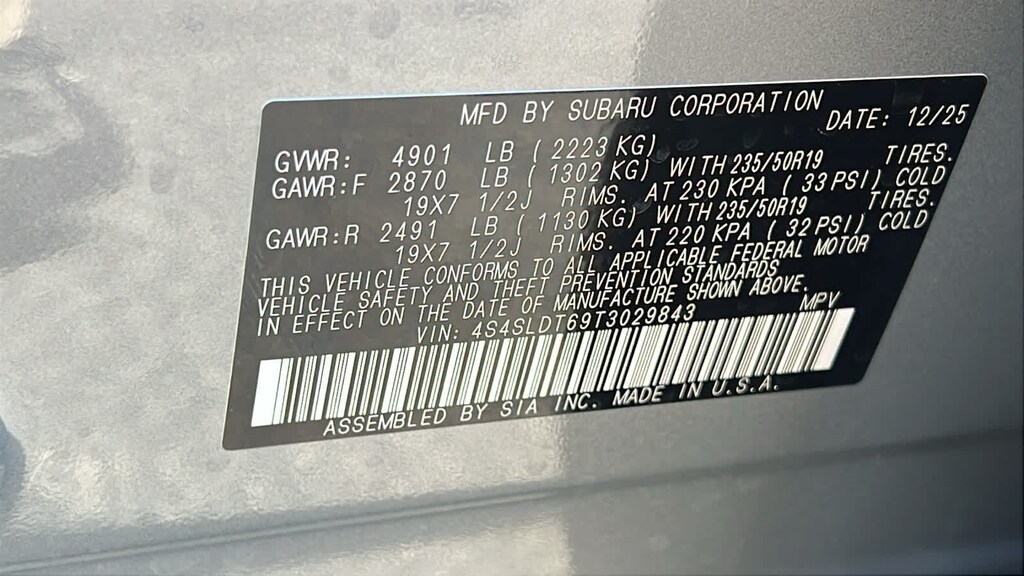 MFD BY SUBARU CORPORATION DATE: 12/25
GVWR: 4901 LB ( 2223 KG)
GAWR:F 2870 LB ( 1302 KG) WITH 235/50R19 TIRES.
19X7 1/2J RIMS. AT 230 KPA ( 33 PSI) COLD
GAWR:R 2491 LB ( 1130 KG) WITH 235/50R19 TIRES.
19X7 1/2J RIMS. AT 220 KPA ( 32 PSI) COLD
THIS VEHICLE CONFORMS TO ALL APPLICABLE FEDERAL MOTOR
VEHICLE SAFETY AND THEFT PREVENTION STANDARDS
IN EFFECT ON THE DATE OF MANUFACTURE SHOWN ABOVE.
VIN: 4S4SLDT69T3029843 MPV
ASSEMBLED BY SIA INC. MADE IN U.S.A.